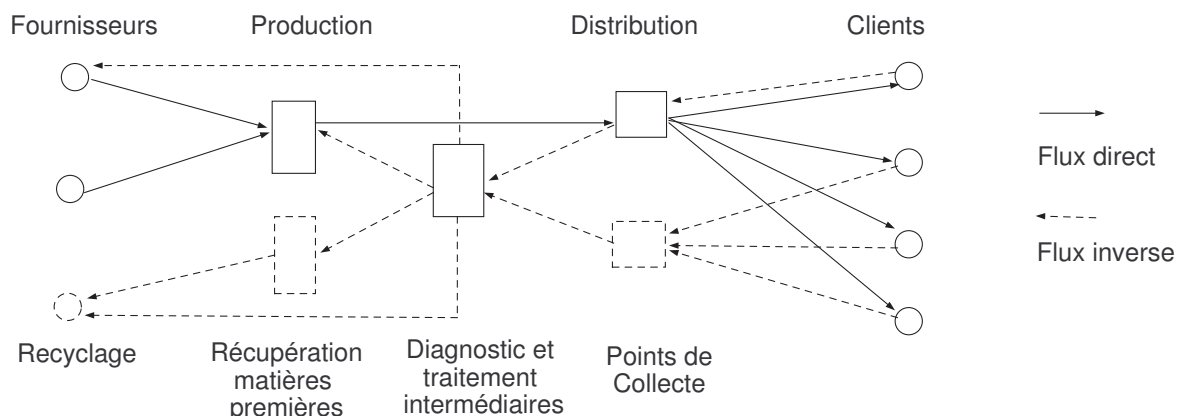 Fournisseurs
Production
Distribution
Clients
Flux direct
Flux inverse
Recyclage
Récupération
matières
premières
Diagnostic et
traitement
intermédiaires
Points de
Collecte